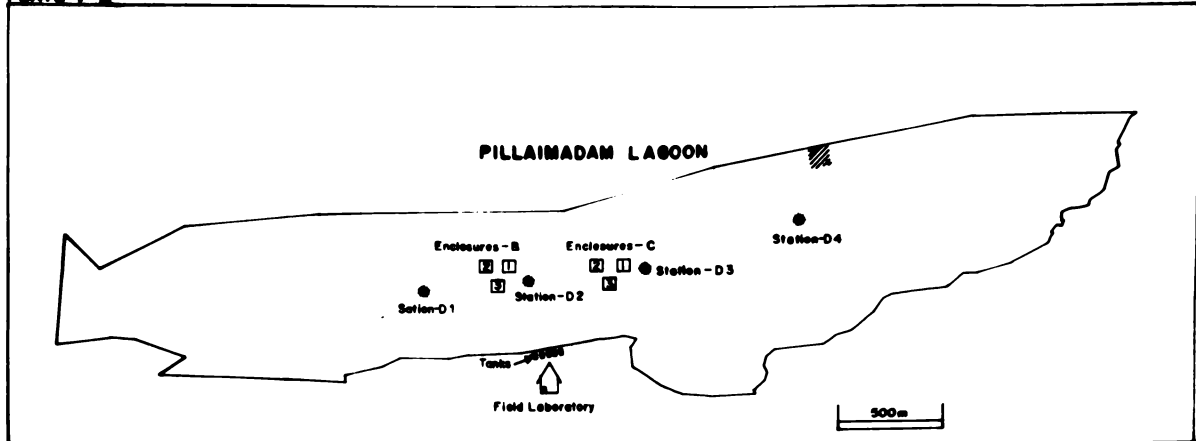 PILLAIMADAM LAGOON
Enclosures-B
Enclosures-C
2 1
2 1
3
3
Station-D4
Station-D3
Station-D2
Sation-D1
Tanks
Field Laboratory
500m